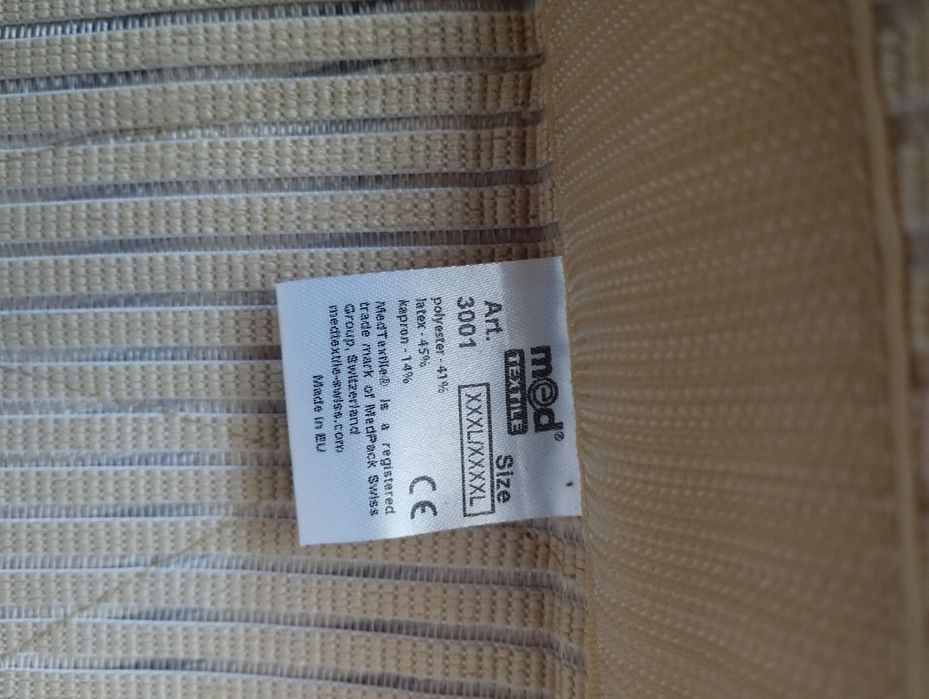 med®
TEXTILE
Art. Size
3001 XXXL/XXXXL
polyester - 41%
latex - 45%
kapron - 14%
CE
MedTextile® is a registered
trade mark of MedPack Swiss
Group, Switzerland
medtextile-swiss.com
Made in EU